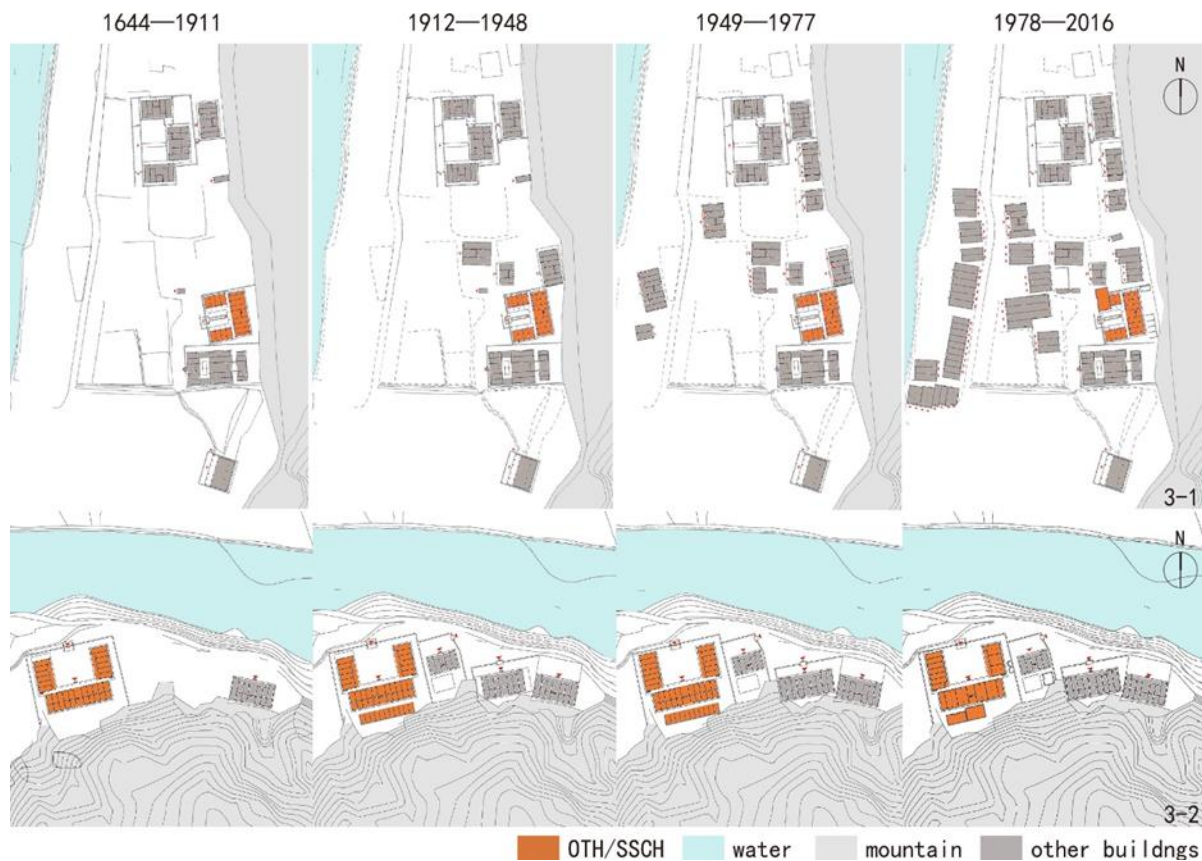 1644—1911
1912—1948
1949—1977
1978—2016
N
3-1
N
3-2
OTH/SSCH
water
mountain
other buildngs